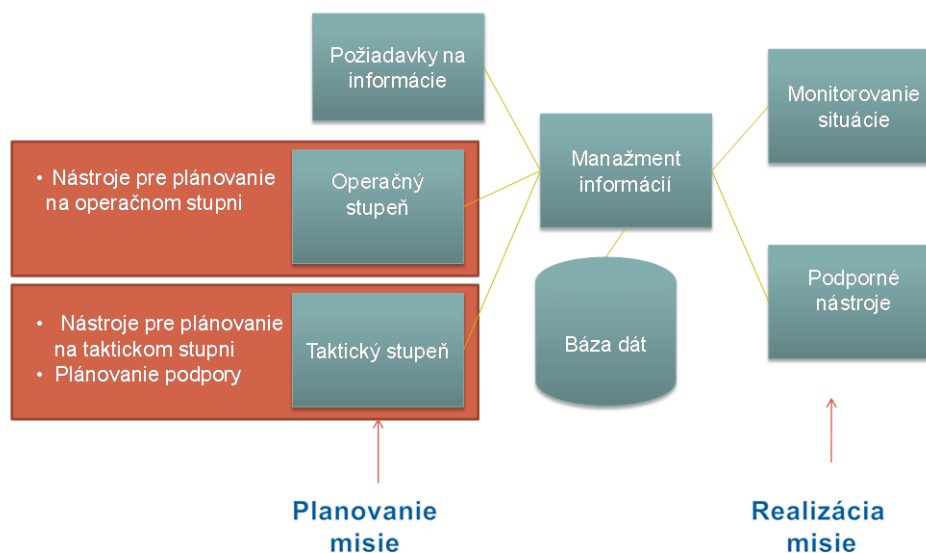 Požiadavky na
informácie
• Nástroje pre plánovanie
na operačnom stupni
Operačný
stupeň
• Nástroje pre plánovanie
na taktickom stupni
• Plánovanie podpory
Taktický stupeň
Manažment
informácií
Báza dát
Monitorovanie
situácie
Podporné
nástroje
Planovanie
misie
Realizácia
misie